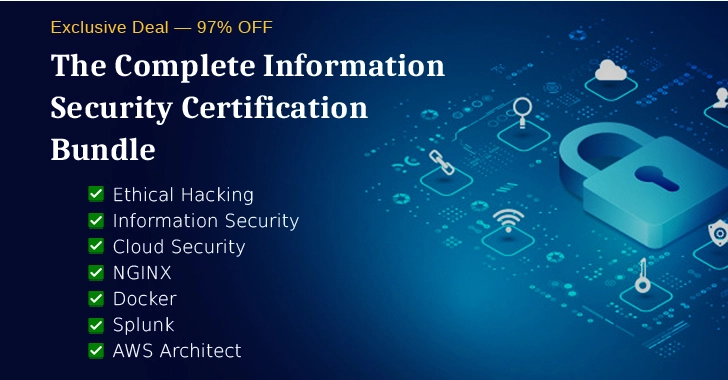 Exclusive Deal — 97% OFF
The Complete Information
Security Certification
Bundle
Ethical Hacking
Information Security
Cloud Security
NGINX
Docker
Splunk
AWS Architect